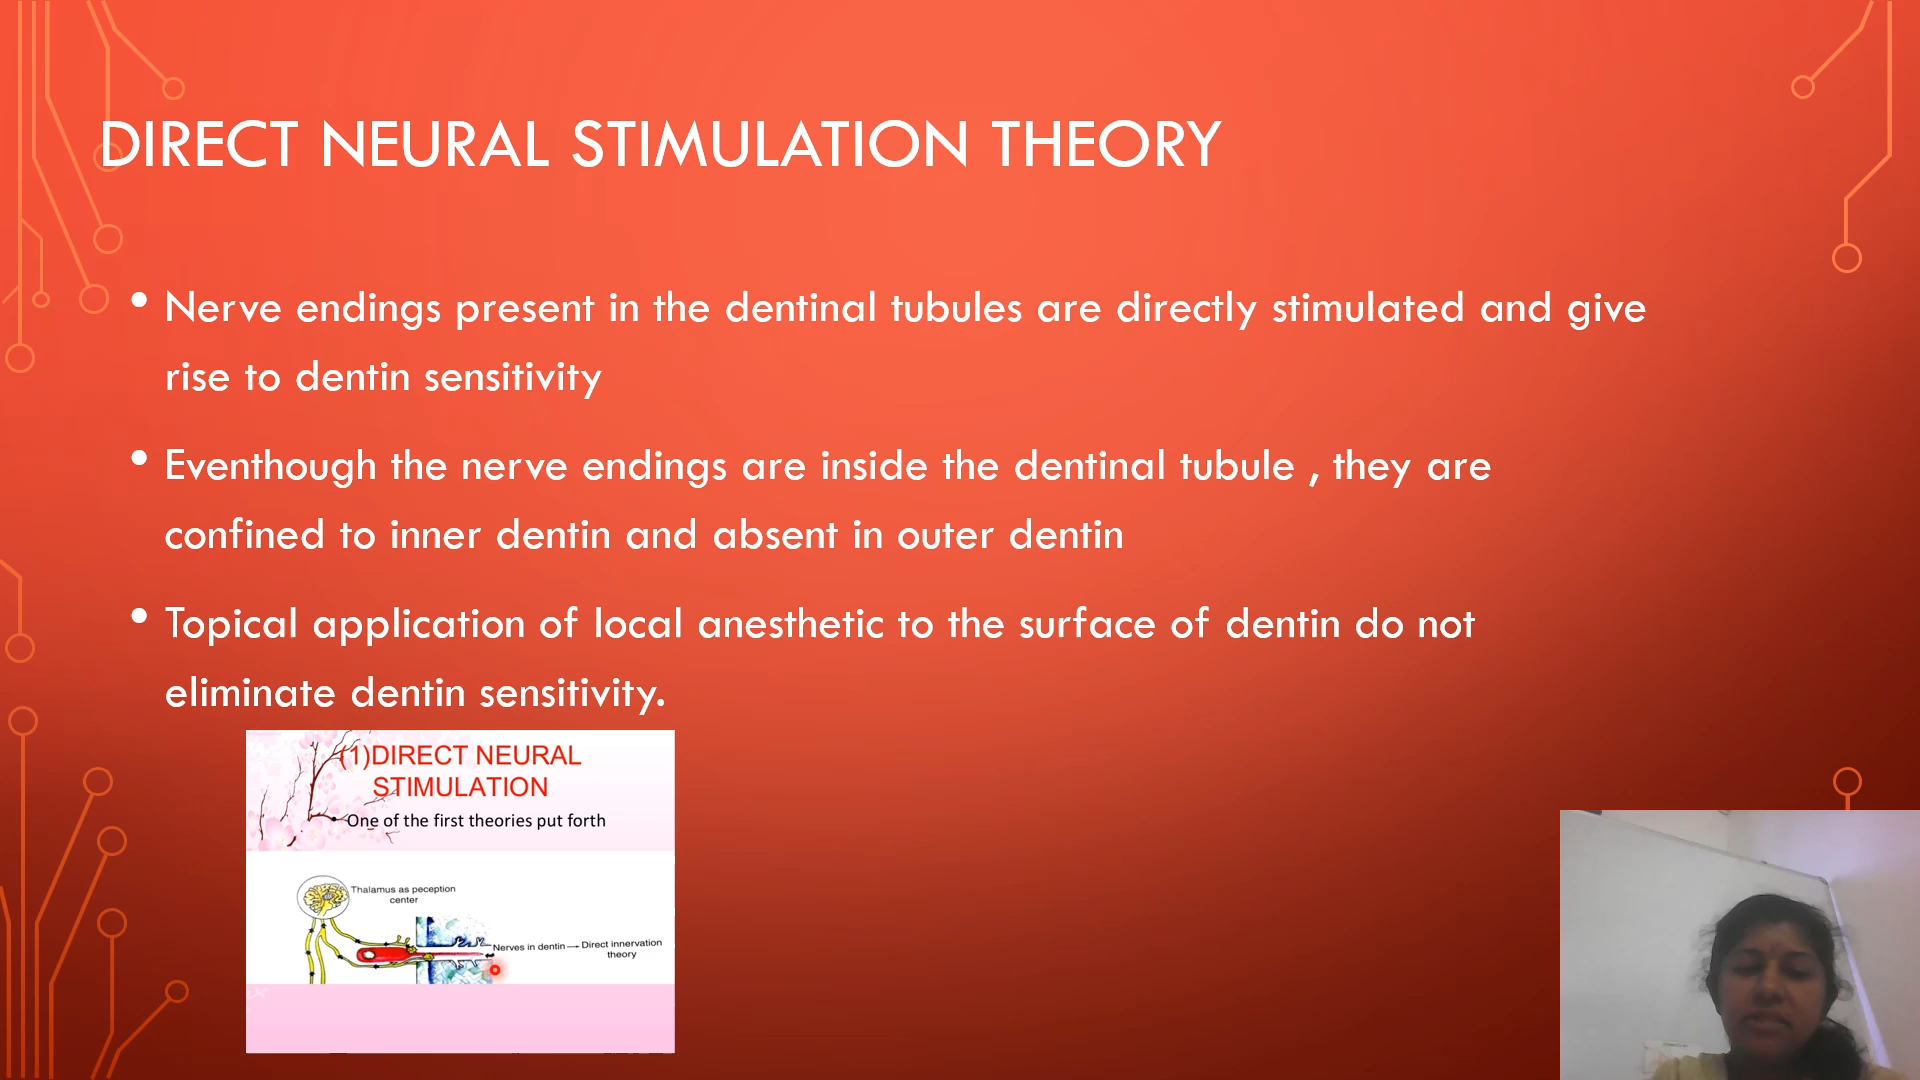 DIRECT NEURAL STIMULATION THEORY
• Nerve endings present in the dentinal tubules are directly stimulated and give
rise to dentin sensitivity
• Eventhough the nerve endings are inside the dentinal tubule , they are
confined to inner dentin and absent in outer dentin
• Topical application of local anesthetic to the surface of dentin do not
eliminate dentin sensitivity.
(1)DIRECT NEURAL
STIMULATION
• One of the first theories put forth
Thalamus as peception
center
Nerves in dentin → Direct innervation
theory